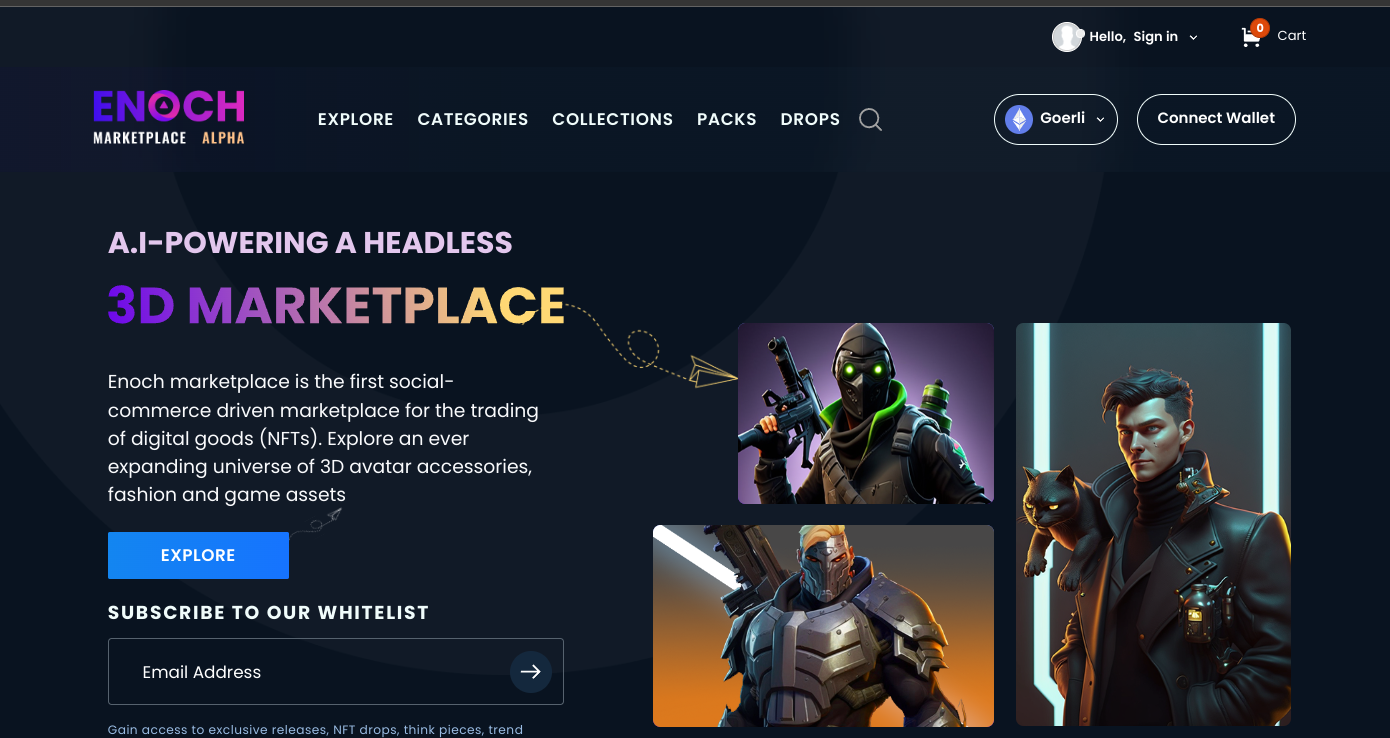 Hello, Sign in
0
Cart
ENOCH
MARKETPLACE ALPHA
EXPLORE CATEGORIES COLLECTIONS PACKS DROPS
Goerli
Connect Wallet
A.I-POWERING A HEADLESS
3D MARKETPLACE
Enoch marketplace is the first social-
commerce driven marketplace for the trading
of digital goods (NFTs). Explore an ever
expanding universe of 3D avatar accessories,
fashion and game assets
EXPLORE
SUBSCRIBE TO OUR WHITELIST
Email Address
Gain access to exclusive releases, NFT drops, think pieces, trend